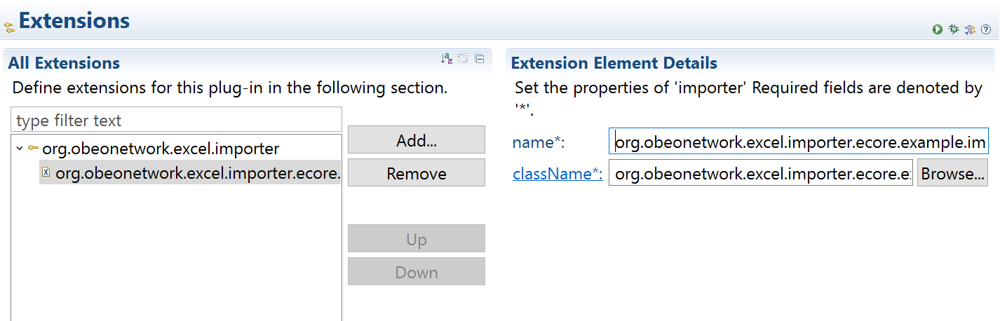 Extensions
All Extensions
Define extensions for this plug-in in the following section.
type filter text
org.obeonetwork.excel.importer
org.obeonetwork.excel.importer.ecore.
Add...
Remove
Up
Down
Extension Element Details
Set the properties of 'importer' Required fields are denoted by
'*'.
name*: org.obeonetwork.excel.importer.ecore.example.im
className*: org.obeonetwork.excel.importer.ecore.e Browse...